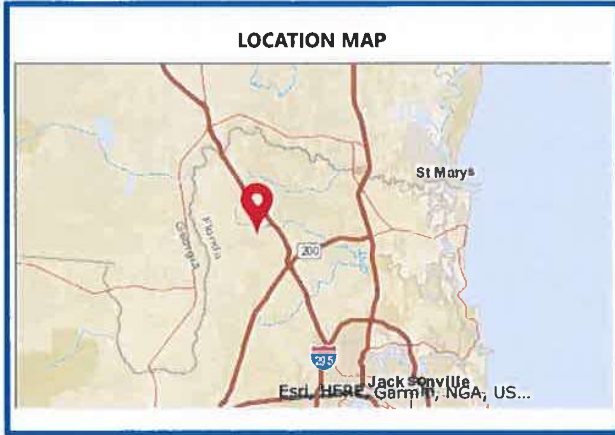 LOCATION MAP
St Marys
Georgia
Florida
200
295
Jacksonville
Esri, HERE, Garmin, NGA, US...